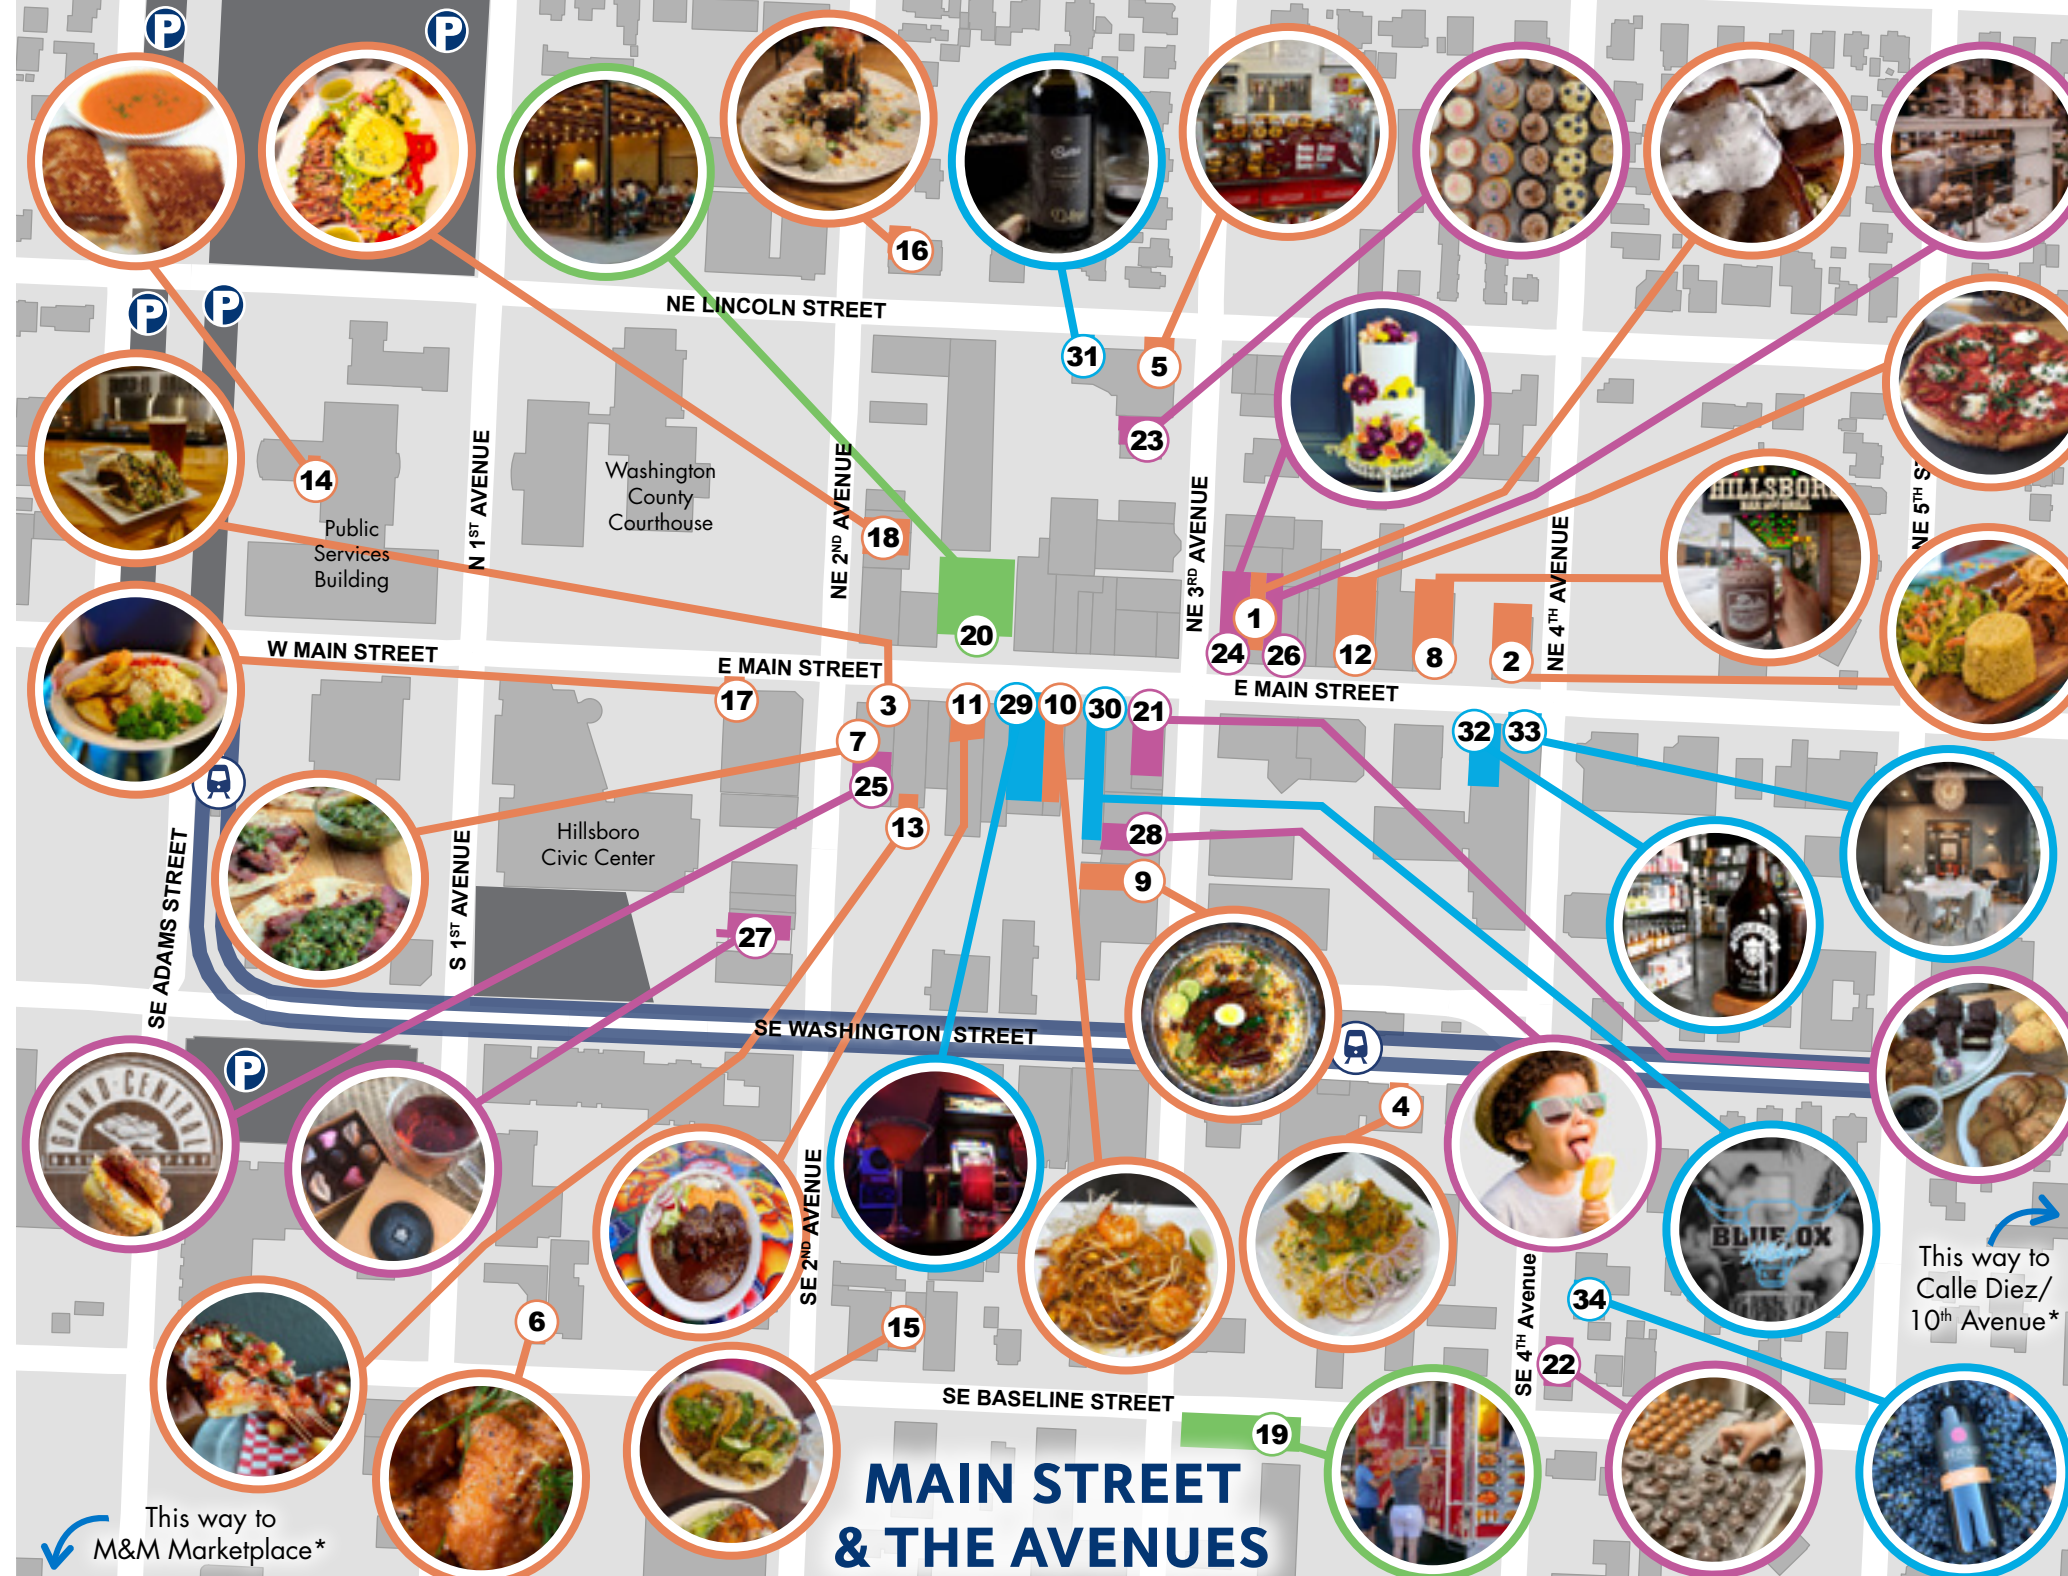 P
P
16
NE LINCOLN STREET
P
P
31
5
23
14
Public
Services
Building
N 1ST AVENUE
Washington
County
Courthouse
NE 2ND AVENUE
18
20
NE 3RD AVENUE
HILLSBORO
BAR AND GRILL
NE 4TH AVENUE
NE 5TH ST
1
24
26
12
8
2
W MAIN STREET
E MAIN STREET
E MAIN STREET
17
3
11
29
10
30
21
32
33
7
25
13
28
9
Hillsboro
Civic Center
27
SE ADAMS STREET
S 1ST AVENUE
SE WASHINGTON STREET
P
GRAND CENTRAL
4
SE 2ND AVENUE
SE 4TH Avenue
BLUE OX
This way to
Calle Diez/
10th Avenue*
34
6
15
22
SE BASELINE STREET
19
MAIN STREET
& THE AVENUES
This way to
M&M Marketplace*